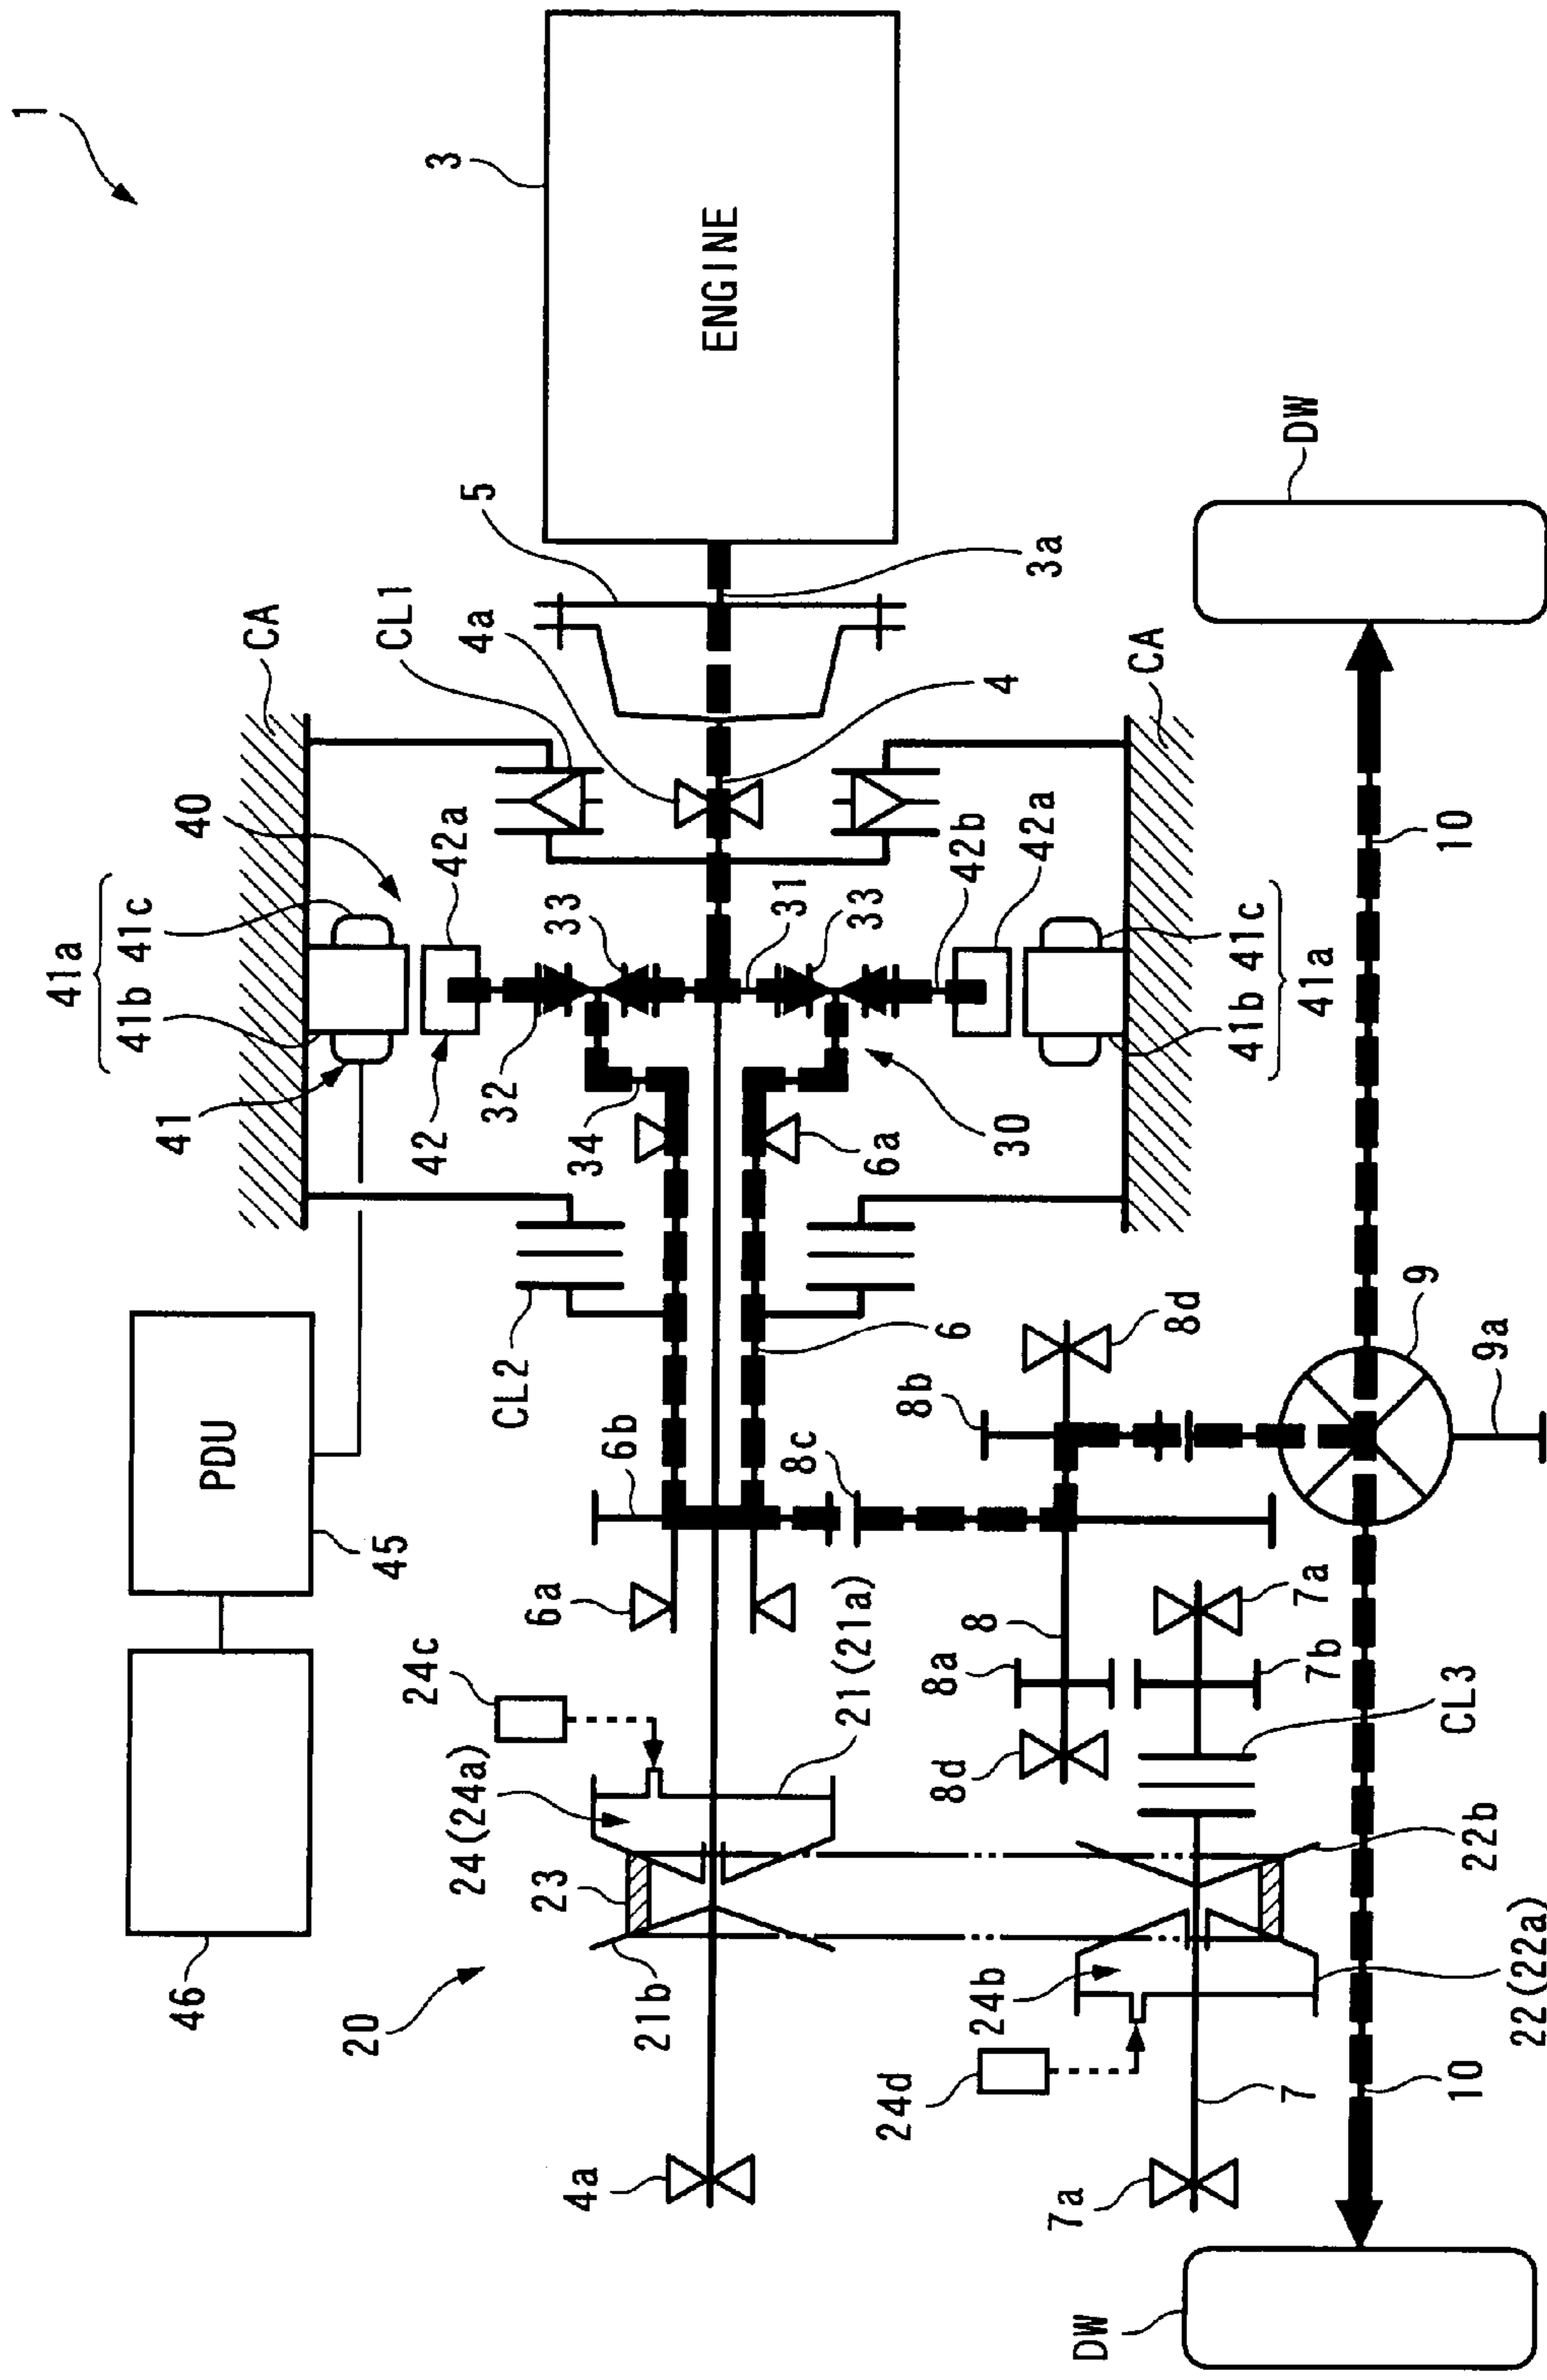 1
3
ENGINE
5
3a
CL1
4a
4
CA
CA
DW
40
42a
41a
41b 41c
41
42
32
33
34
31
33
42b
42a
41b 41c
41a
30
6a
10
PDU
45
46
CL2
6
6b
8c
8b
8d
9
9a
6a
24c
21(21a)
24(24a)
23
21b
20
8
8a
8d
7a
7b
CL3
22b
22(22a)
24b
24d
7
10
4a
7a
DW